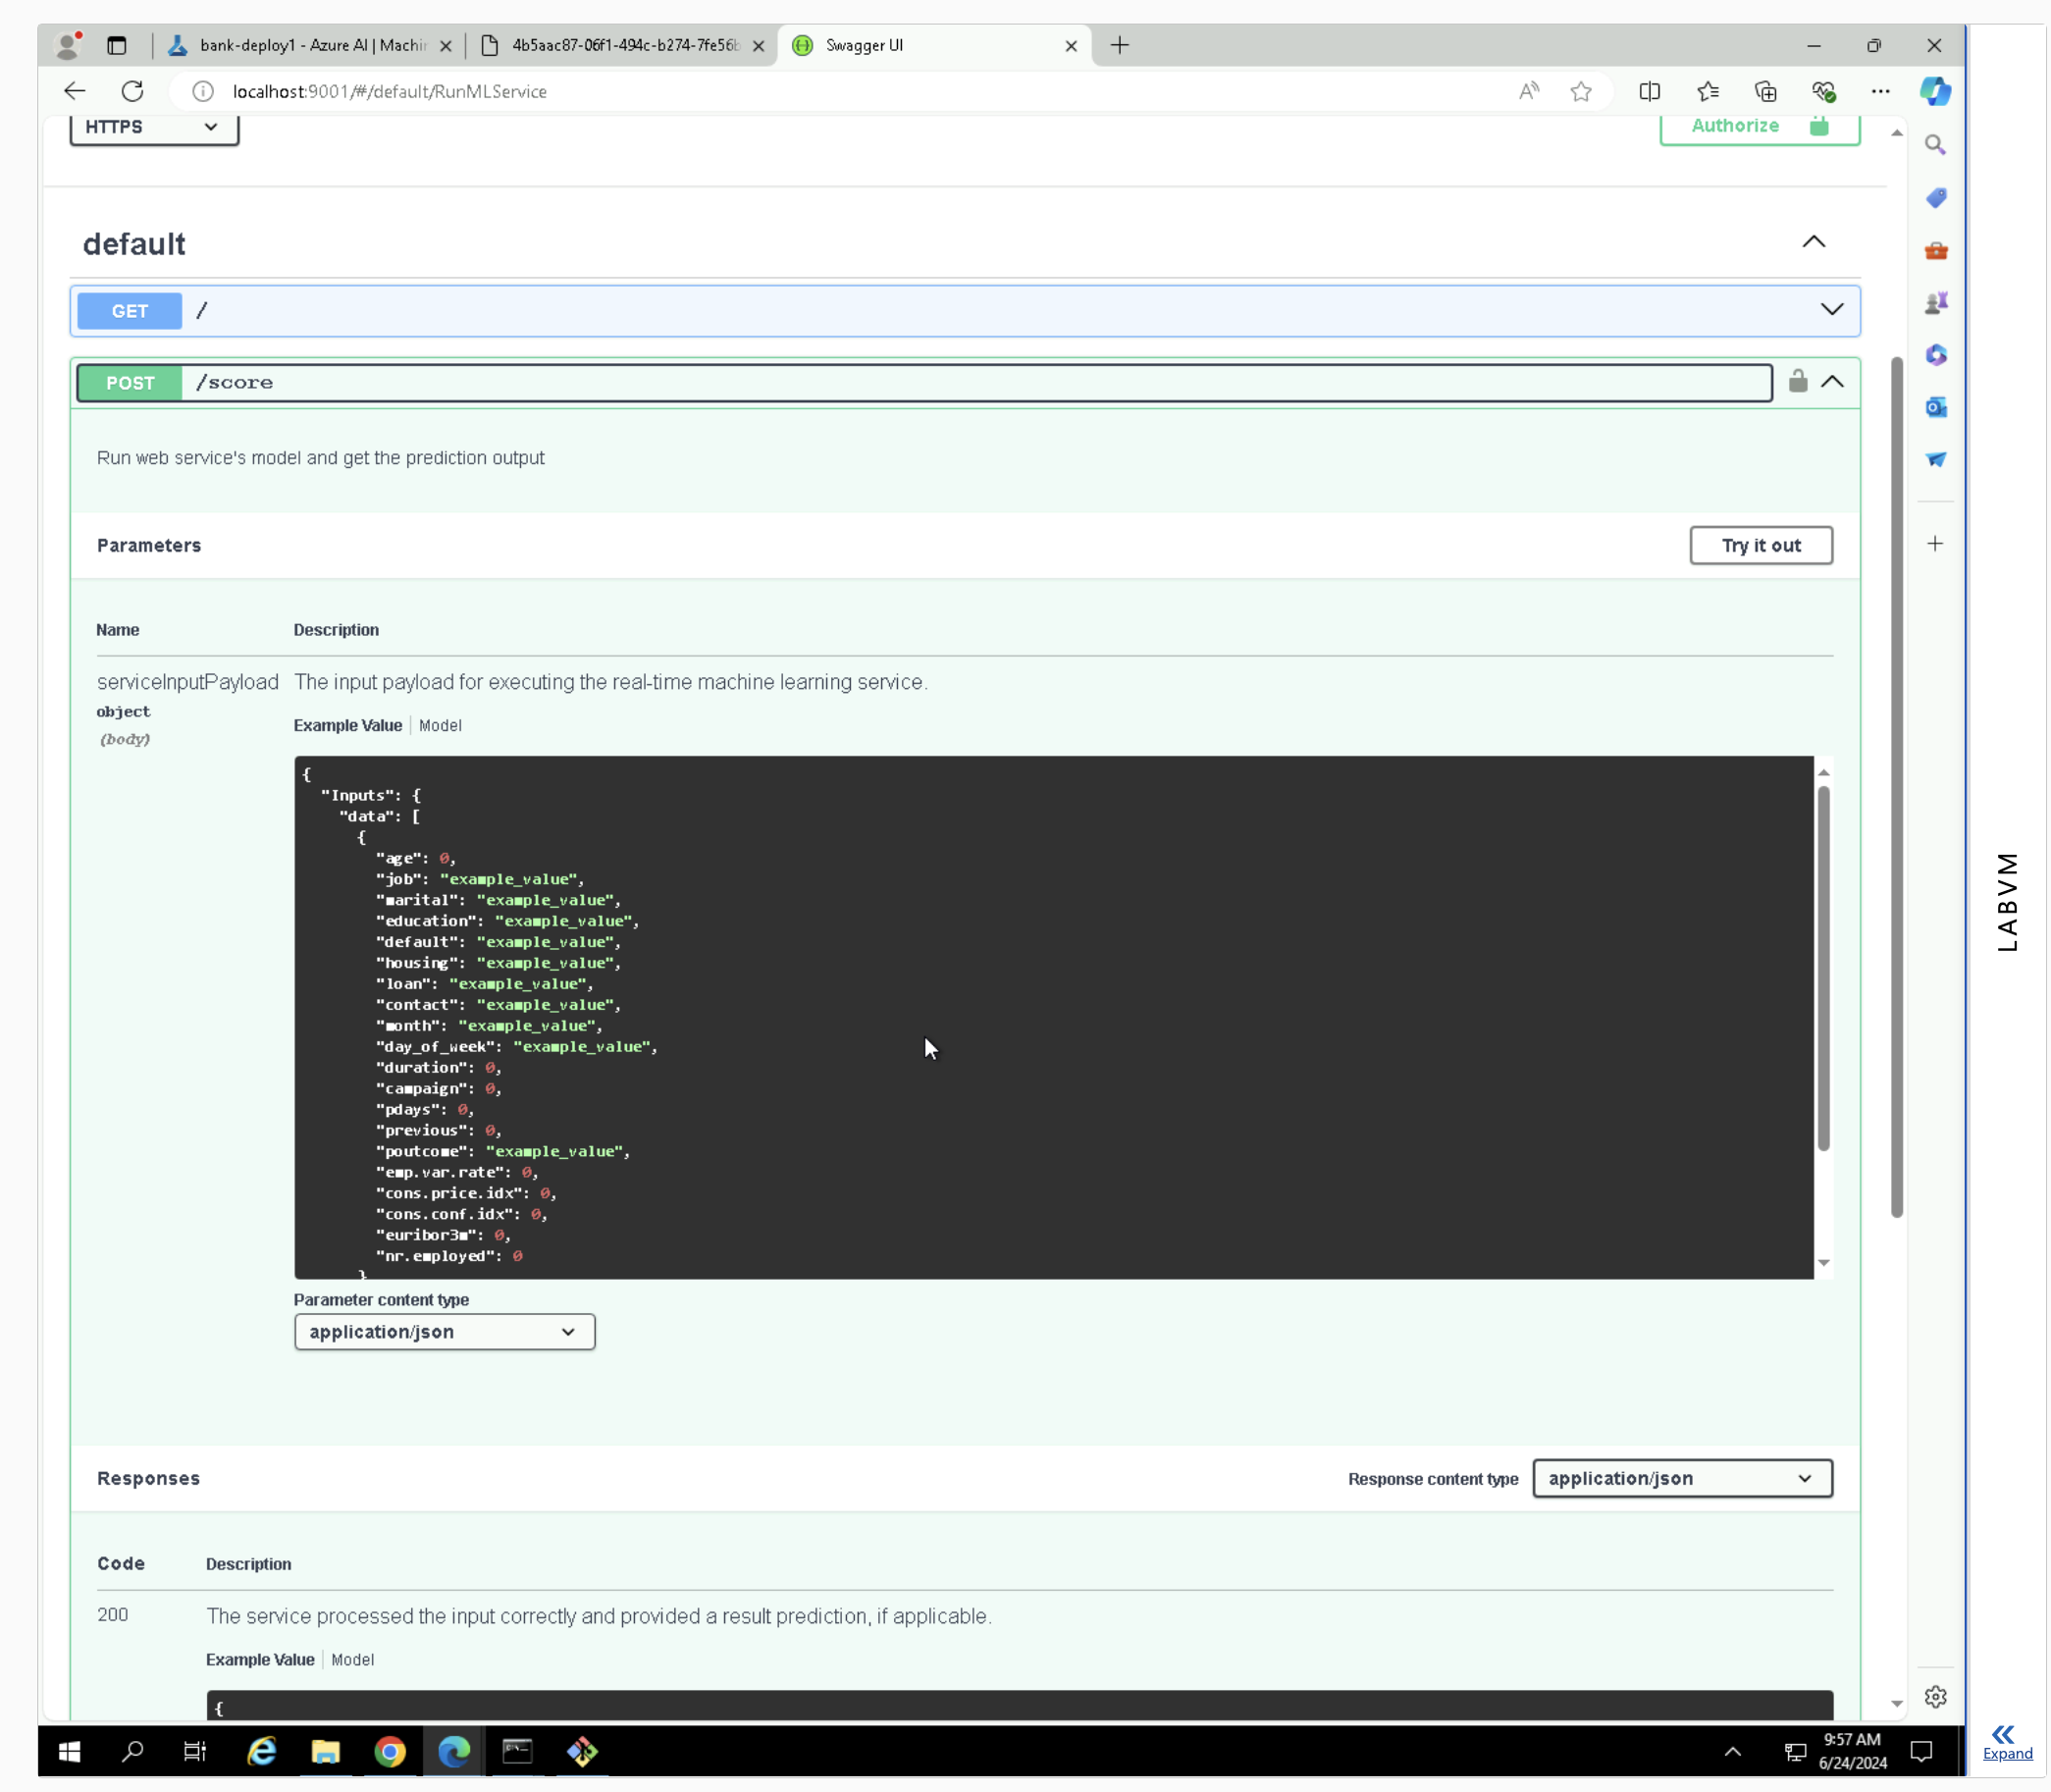 bank-deploy1 - Azure AI | Machin
4b5aac87-06f1-494c-b274-7fe56b
Swagger UI
localhost:9001/#/default/RunMLService
HTTPS
Authorize
default
GET /
POST /score
Run web service's model and get the prediction output
Parameters
Try it out
Name Description
serviceInputPayload The input payload for executing the real-time machine learning service.
object
(body)
Example Value | Model
{
"Inputs": {
"data": [
{
"age": 0,
"job": "example_value",
"marital": "example_value",
"education": "example_value",
"default": "example_value",
"housing": "example_value",
"loan": "example_value",
"contact": "example_value",
"month": "example_value",
"day_of_week": "example_value",
"duration": 0,
"campaign": 0,
"pdays": 0,
"previous": 0,
"poutcome": "example_value",
"emp.var.rate": 0,
"cons.price.idx": 0,
"cons.conf.idx": 0,
"euribor3m": 0,
"nr.employed": 0
}
Parameter content type
application/json
Responses
Response content type application/json
Code Description
200 The service processed the input correctly and provided a result prediction, if applicable.
Example Value | Model
{
LABVM
9:57 AM
6/24/2024
Expand